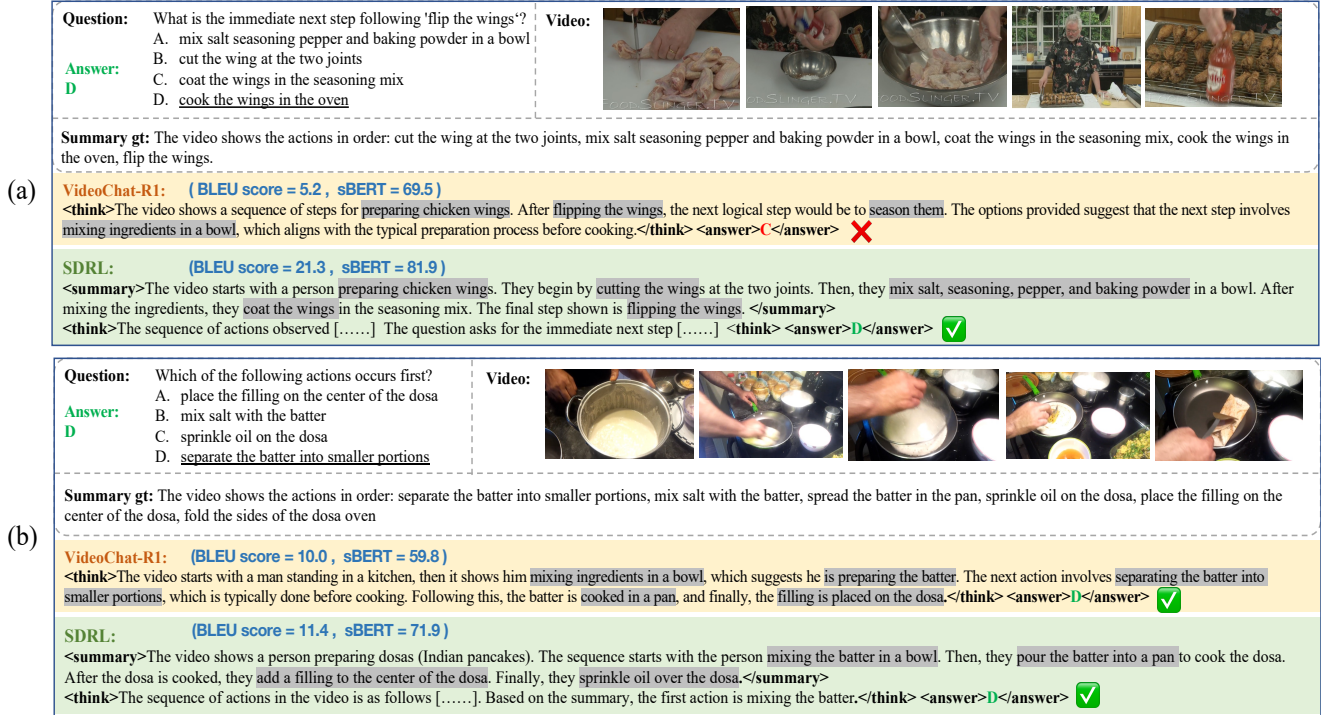 Question: What is the immediate next step following 'flip the wings'?
A. mix salt seasoning pepper and baking powder in a bowl
B. cut the wing at the two joints
C. coat the wings in the seasoning mix
D. cook the wings in the oven
Answer:
D
Video:
FOODSLINGER.TV
OODSLINGER.TV
OODSLINGER.TV
Summary gt: The video shows the actions in order: cut the wing at the two joints, mix salt seasoning pepper and baking powder in a bowl, coat the wings in the seasoning mix, cook the wings in
the oven, flip the wings.
(a)
VideoChat-R1: ( BLEU score = 5.2 , sBERT = 69.5 )
<think>The video shows a sequence of steps for preparing chicken wings. After flipping the wings, the next logical step would be to season them. The options provided suggest that the next step involves
mixing ingredients in a bowl, which aligns with the typical preparation process before cooking.</think> <answer>C</answer>
SDRL: (BLEU score = 21.3 , sBERT = 81.9 )
<summary>The video starts with a person preparing chicken wings. They begin by cutting the wings at the two joints. Then, they mix salt, seasoning, pepper, and baking powder in a bowl. After
mixing the ingredients, they coat the wings in the seasoning mix. The final step shown is flipping the wings. </summary>
<think>The sequence of actions observed [……] The question asks for the immediate next step [……] <think> <answer>D</answer>
Question: Which of the following actions occurs first?
A. place the filling on the center of the dosa
B. mix salt with the batter
C. sprinkle oil on the dosa
D. separate the batter into smaller portions
Answer:
D
Video:
Summary gt: The video shows the actions in order: separate the batter into smaller portions, mix salt with the batter, spread the batter in the pan, sprinkle oil on the dosa, place the filling on the
center of the dosa, fold the sides of the dosa oven
(b)
VideoChat-R1: (BLEU score = 10.0 , sBERT = 59.8 )
<think>The video starts with a man standing in a kitchen, then it shows him mixing ingredients in a bowl, which suggests he is preparing the batter. The next action involves separating the batter into
smaller portions, which is typically done before cooking. Following this, the batter is cooked in a pan, and finally, the filling is placed on the dosa.</think> <answer>D</answer>
SDRL: (BLEU score = 11.4 , sBERT = 71.9 )
<summary>The video shows a person preparing dosas (Indian pancakes). The sequence starts with the person mixing the batter in a bowl. Then, they pour the batter into a pan to cook the dosa.
After the dosa is cooked, they add a filling to the center of the dosa. Finally, they sprinkle oil over the dosa.</summary>
<think>The sequence of actions in the video is as follows [……]. Based on the summary, the first action is mixing the batter.</think> <answer>D</answer>